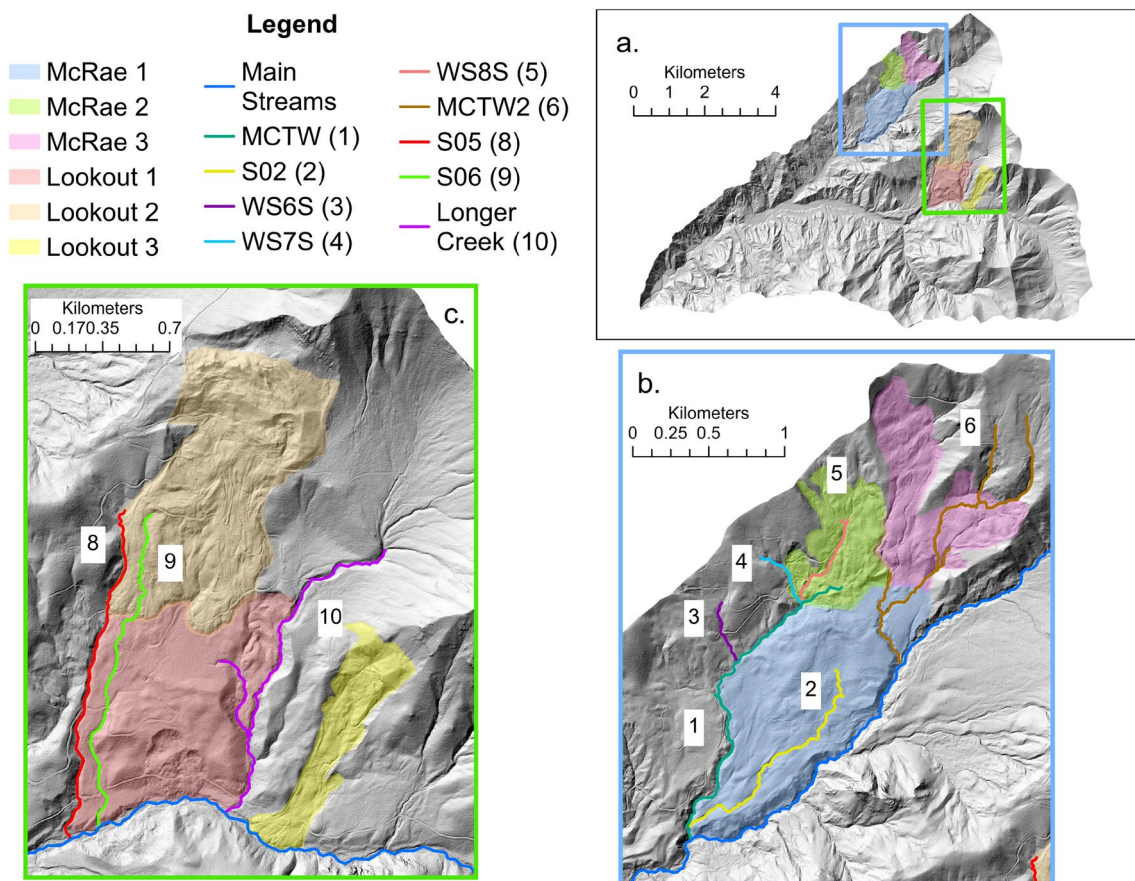 Legend
McRae 1
McRae 2
McRae 3
Lookout 1
Lookout 2
Lookout 3
Main
Streams
MCTW (1)
S02 (2)
WS6S (3)
WS7S (4)
WS8S (5)
MCTW2 (6)
S05 (8)
S06 (9)
Longer
Creek (10)
a.
Kilometers
0 2 4
c.
Kilometers
0 0.17 0.35 0.7
8
9
10
b.
Kilometers
0 0.25 0.5 1
6
5
4
3
2
1